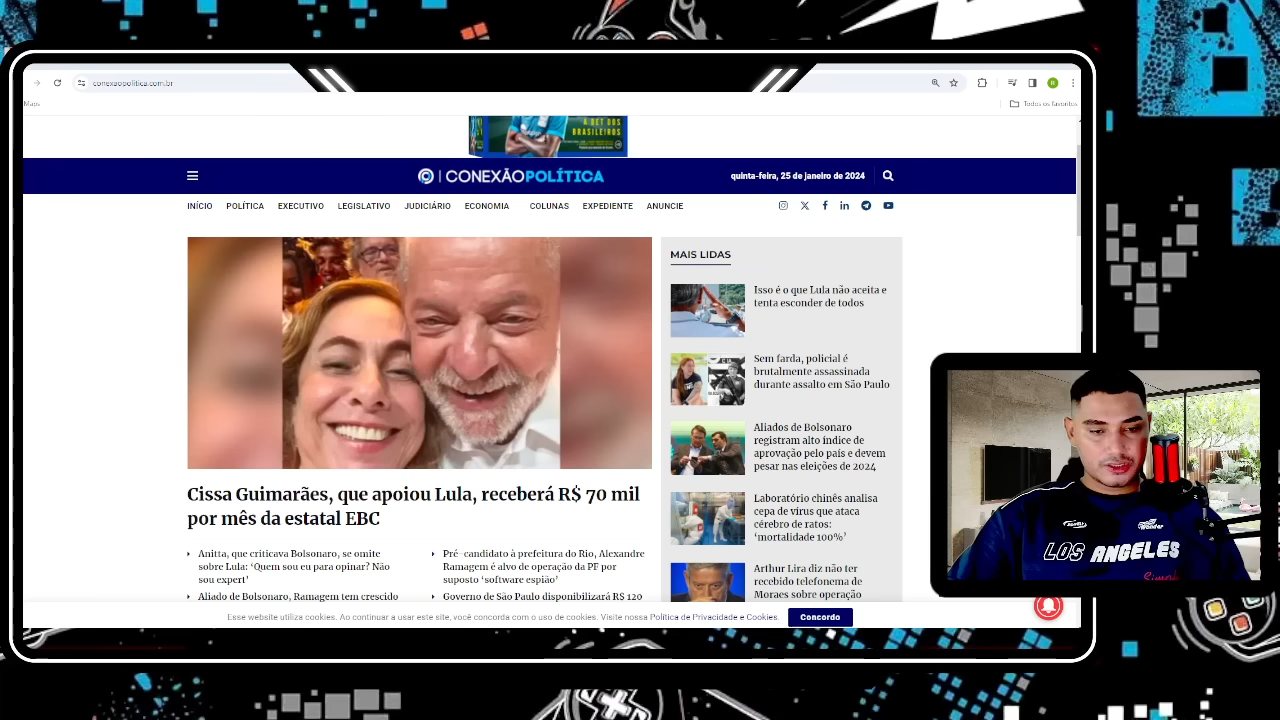 conexaopolitica.com.br
Maps
Todos os favoritos
A BET DOS
BRASILEIROS
CONEXÃOPOLÍTICA
quinta-feira, 25 de janeiro de 2024
INÍCIO POLÍTICA EXECUTIVO LEGISLATIVO JUDICIÁRIO ECONOMIA COLUNAS EXPEDIENTE ANUNCIE
Cissa Guimarães, que apoiou Lula, receberá R$ 70 mil
por mês da estatal EBC
Anitta, que criticava Bolsonaro, se omite
sobre Lula: ‘Quem sou eu para opinar? Não
sou expert’
Aliado de Bolsonaro, Ramagem tem crescido
Pré-candidato à prefeitura do Rio, Alexandre
Ramagem é alvo de operação da PF por
suposto ‘software espião’
Governo de São Paulo disponibilizará R$ 120
MAIS LIDAS
Isso é o que Lula não aceita e
tenta esconder de todos
Sem farda, policial é
brutalmente assassinada
durante assalto em São Paulo
Aliados de Bolsonaro
registram alto índice de
aprovação pelo país e devem
pesar nas eleições de 2024
Laboratório chinês analisa
cepa de vírus que ataca
cérebro de ratos:
‘mortalidade 100%’
Arthur Lira diz não ter
recebido telefonema de
Moraes sobre operação
Esse website utiliza cookies. Ao continuar a usar este site, você concorda com o uso de cookies. Visite nossa Política de Privacidade e Cookies.
Concordo
LOS ANGELES